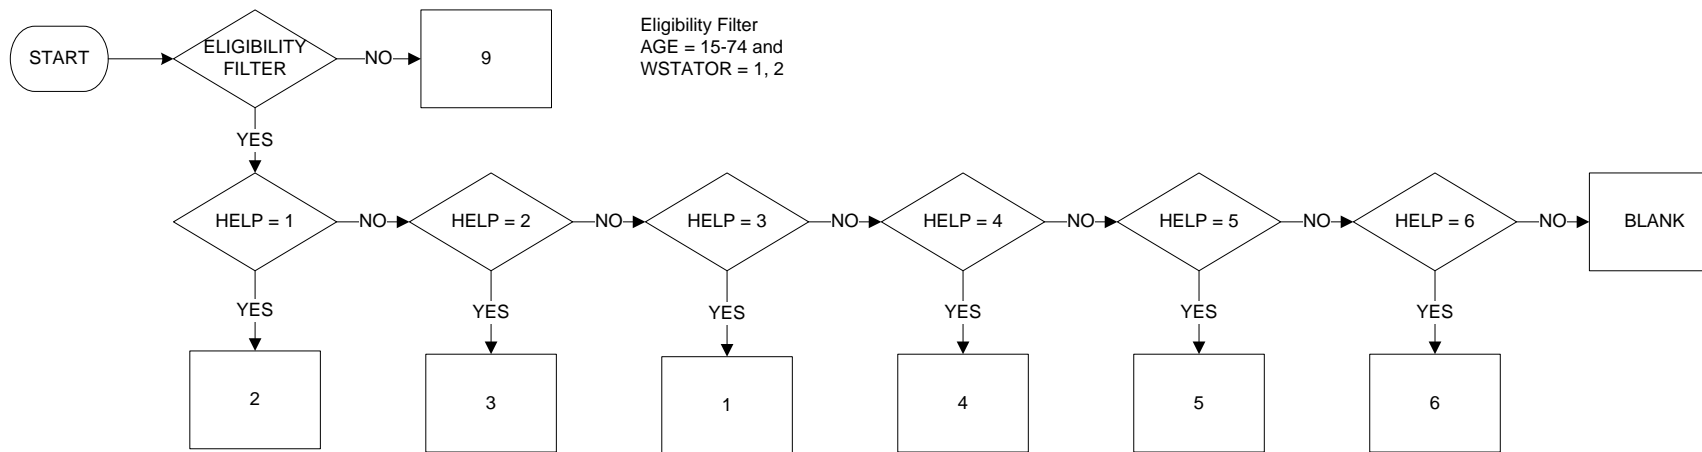 START
ELIGIBILITY
FILTER
NO
9
Eligibility Filter
AGE = 15-74 and
WSTATOR = 1, 2
YES
HELP = 1
NO
HELP = 2
NO
HELP = 3
NO
HELP = 4
NO
HELP = 5
NO
HELP = 6
NO
BLANK
YES
YES
YES
YES
YES
YES
2
3
1
4
5
6